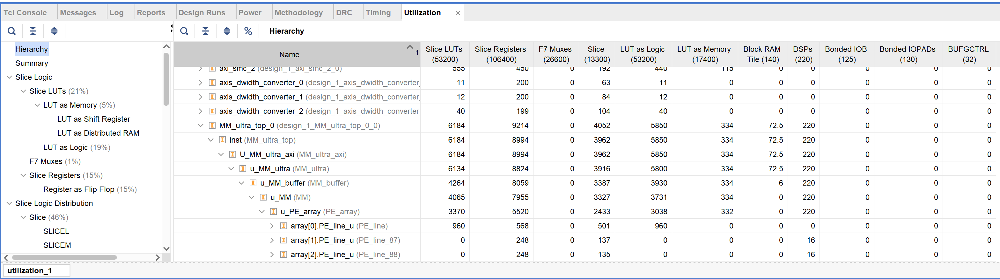 Tcl Console Messages Log Reports Design Runs Power Methodology DRC Timing Utilization ×
% Hierarchy
Hierarchy
Summary
Slice Logic
Slice LUTs (21%)
LUT as Memory (5%)
LUT as Shift Register
LUT as Distributed RAM
LUT as Logic (19%)
F7 Muxes (1%)
Slice Registers (15%)
Register as Flip Flop (15%)
Slice Logic Distribution
Slice (46%)
SLICEL
SLICEM
Name 1 Slice LUTs (53200) Slice Registers (106400) F7 Muxes (26600) Slice (13300) LUT as Logic (53200) LUT as Memory (17400) Block RAM Tile (140) DSPs (220) Bonded IOB (125) Bonded IOPADs (130) BUFGCTRL (32)
axi_smc_2 (design_1_axi_smc_2_0) 555 450 0 192 440 115 0 0 0 0 0
axis_dwidth_converter_0 (design_1_axis_dwidth_converter_ 11 200 0 63 11 0 0 0 0 0 0
axis_dwidth_converter_1 (design_1_axis_dwidth_converter_ 12 200 0 84 12 0 0 0 0 0 0
axis_dwidth_converter_2 (design_1_axis_dwidth_converter_ 40 199 0 104 40 0 0 0 0 0 0
MM_ultra_top_0 (design_1_MM_ultra_top_0_0) 6184 9214 0 4052 5850 334 72.5 220 0 0 0
inst (MM_ultra_top) 6184 8994 0 3962 5850 334 72.5 220 0 0 0
U_MM_ultra_axi (MM_ultra_axi) 6184 8994 0 3962 5850 334 72.5 220 0 0 0
u_MM_ultra (MM_ultra) 6134 8824 0 3916 5800 334 72.5 220 0 0 0
u_MM_buffer (MM_buffer) 4264 8059 0 3387 3930 334 6 220 0 0 0
u_MM (MM) 4065 7955 0 3327 3731 334 0 220 0 0 0
u_PE_array (PE_array) 3370 5520 0 2433 3038 332 0 220 0 0 0
array[0].PE_line_u (PE_line) 960 568 0 501 960 0 0 0 0 0 0
array[1].PE_line_u (PE_line_87) 0 248 0 137 0 0 0 16 0 0 0
array[2].PE_line_u (PE_line_88) 0 248 0 135 0 0 0 16 0 0 0
utilization_1